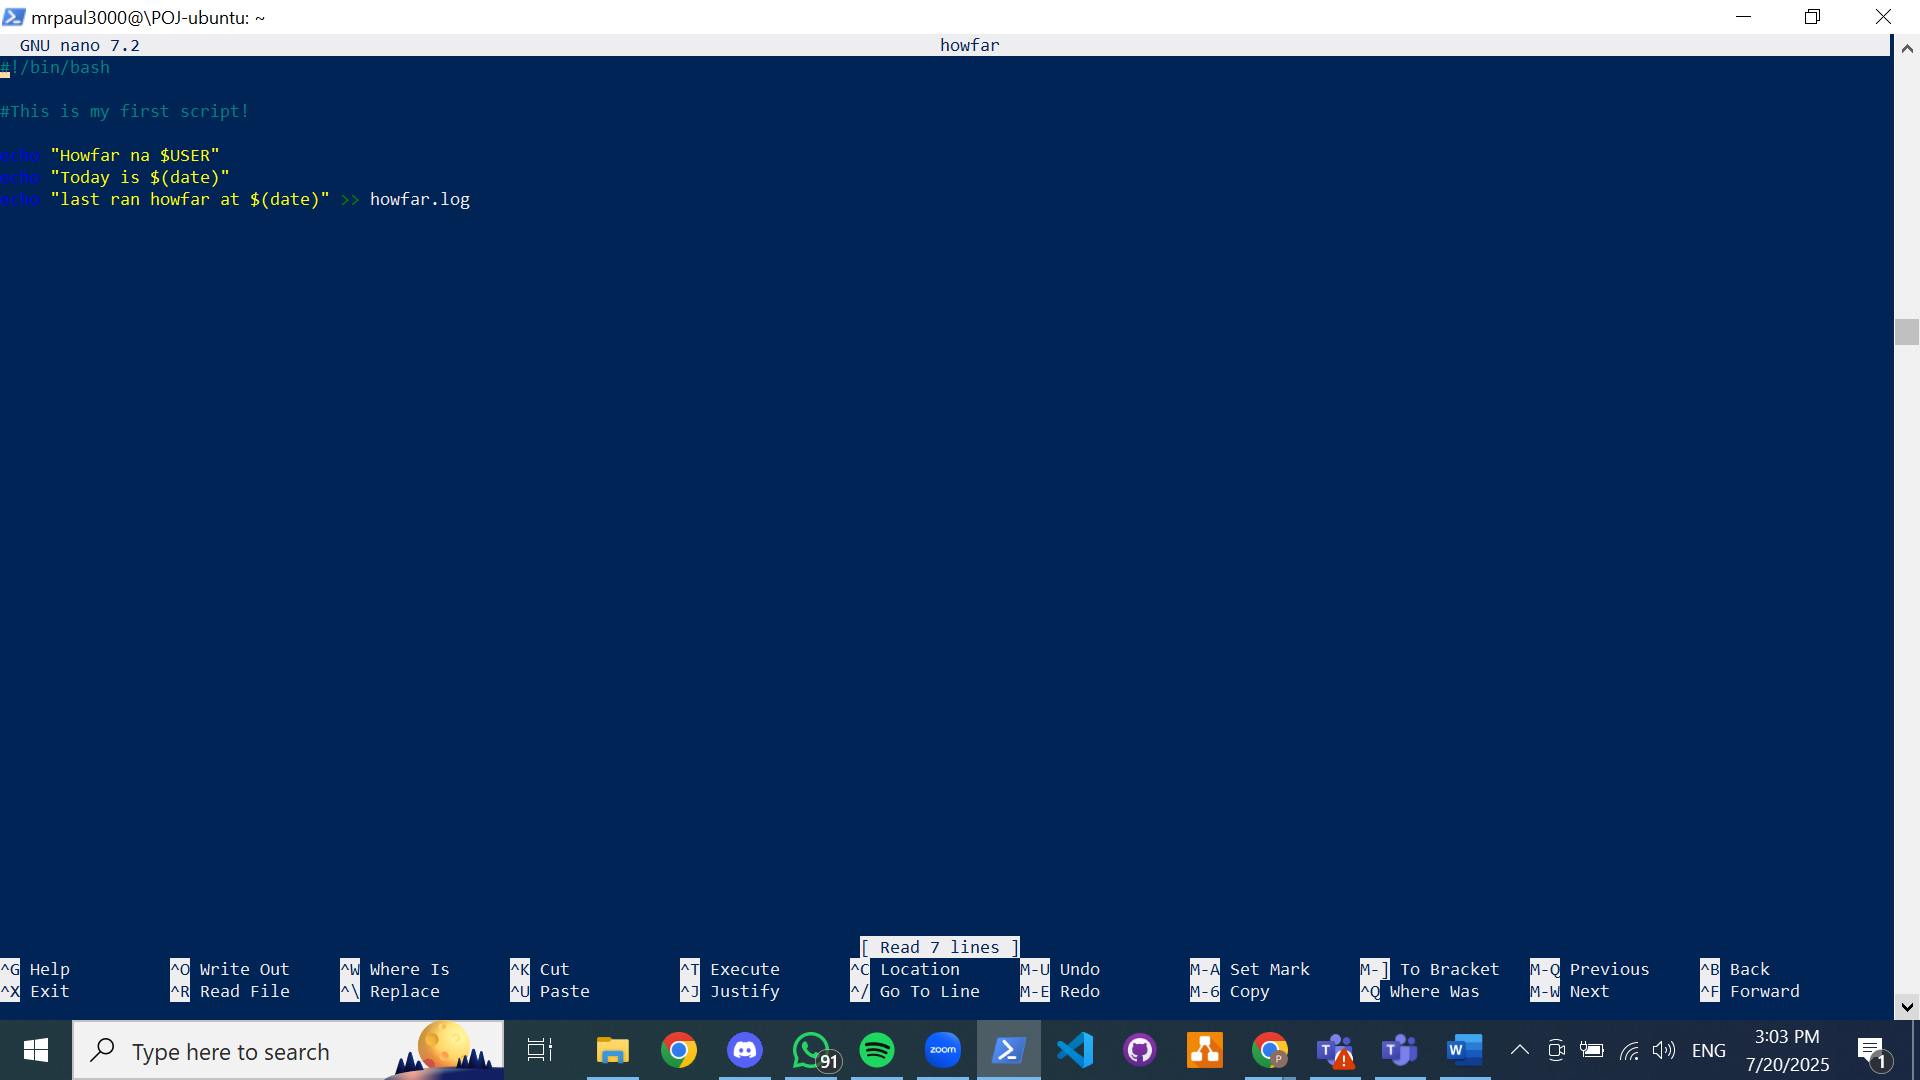 mrpaul3000@\POJ-ubuntu: ~
GNU nano 7.2 howfar
#!/bin/bash
#This is my first script!
echo "Howfar na $USER"
echo "Today is $(date)"
echo "last ran howfar at $(date)" >> howfar.log
[ Read 7 lines ]
^G Help ^O Write Out ^W Where Is ^K Cut ^T Execute ^C Location M-U Undo M-A Set Mark M-] To Bracket M-Q Previous ^B Back
^X Exit ^R Read File ^\ Replace ^U Paste ^J Justify ^/ Go To Line M-E Redo M-6 Copy ^Q Where Was M-W Next ^F Forward
Type here to search
91
zoom
P
T
T
W
ENG
3:03 PM
7/20/2025
1